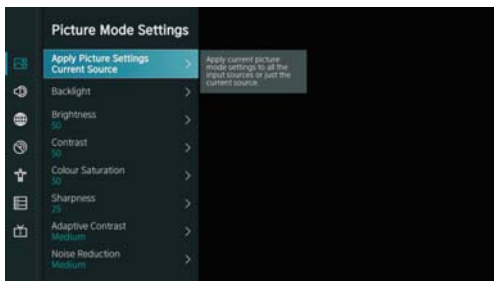 Picture Mode Settings
Apply Picture Settings
Current Source
Apply current picture
mode settings to all the
input sources or just the
current source.
Backlight
Brightness
50
Contrast
50
Colour Saturation
50
Sharpness
25
Adaptive Contrast
Medium
Noise Reduction
Medium